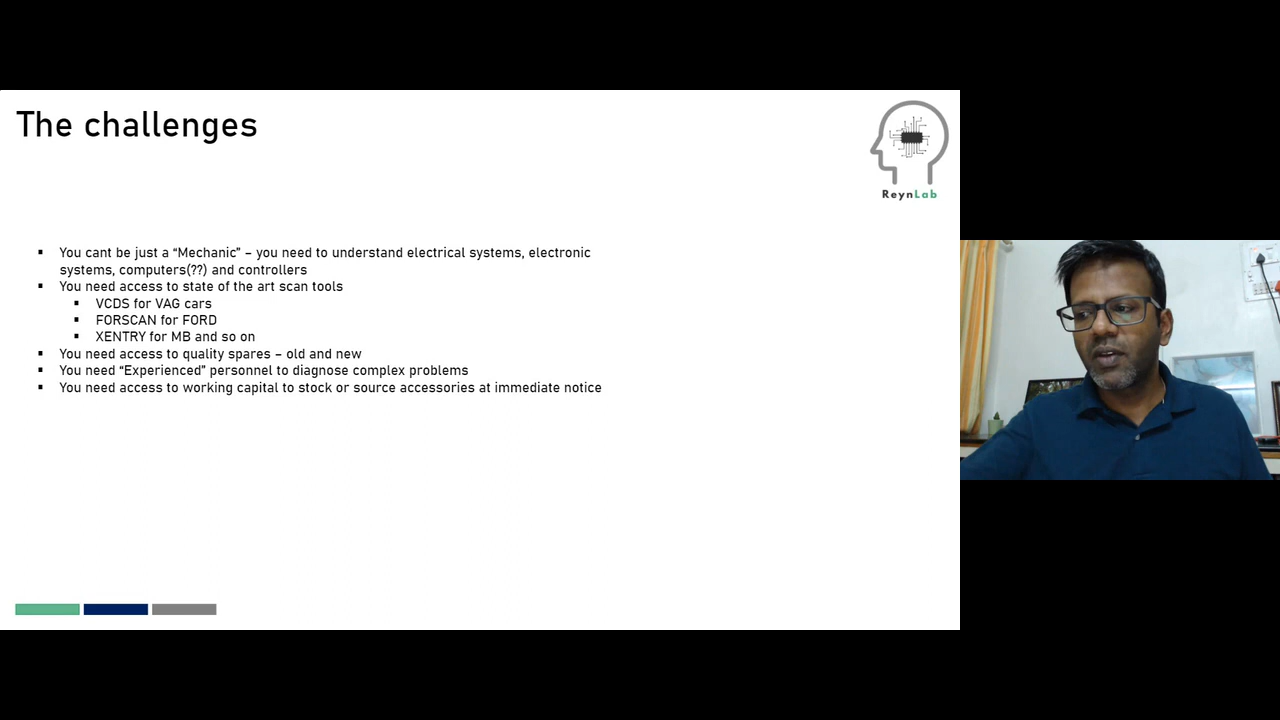 The challenges
ReynLab
▪ You cant be just a “Mechanic” – you need to understand electrical systems, electronic
systems, computers(??) and controllers
▪ You need access to state of the art scan tools
▪ VCDS for VAG cars
▪ FORSCAN for FORD
▪ XENTRY for MB and so on
▪ You need access to quality spares – old and new
▪ You need “Experienced” personnel to diagnose complex problems
▪ You need access to working capital to stock or source accessories at immediate notice